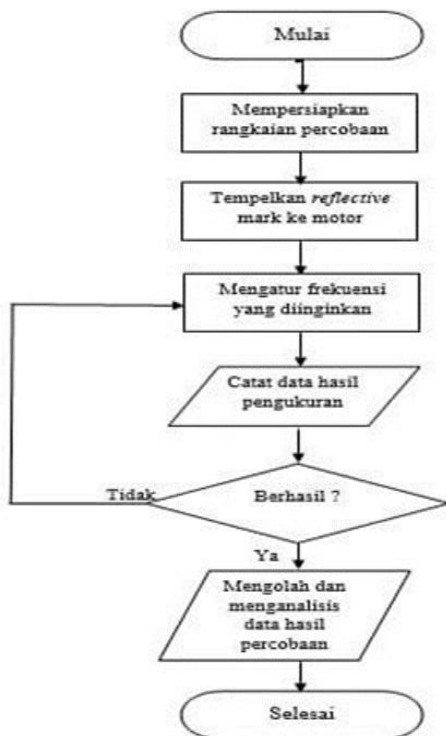 Mulai
Mempersiapkan
rangkaian percobaan
Tempelkan reflective
mark ke motor
Mengatur frekuensi
yang diinginkan
Catat data hasil
pengukuran
Tidak
Berhasil ?
Ya
Mengolah dan
menganalisis
data hasil
percobaan
Selesai